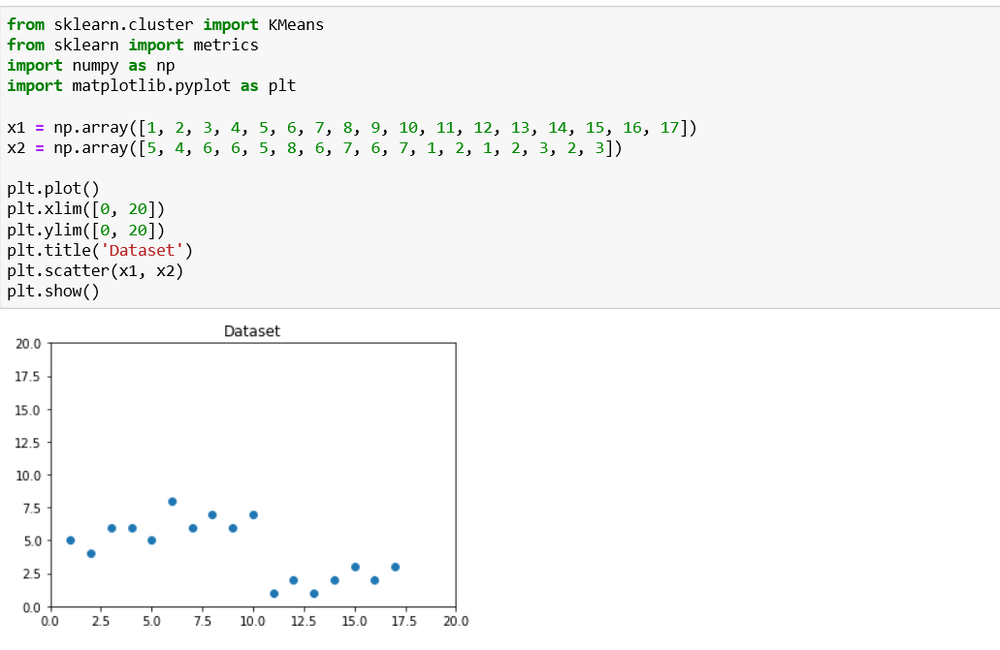 from sklearn.cluster import KMeans
from sklearn import metrics
import numpy as np
import matplotlib.pyplot as plt
x1 = np.array([1, 2, 3, 4, 5, 6, 7, 8, 9, 10, 11, 12, 13, 14, 15, 16, 17])
x2 = np.array([5, 4, 6, 6, 5, 8, 6, 7, 6, 7, 1, 2, 1, 2, 3, 2, 3])
plt.plot()
plt.xlim([0, 20])
plt.ylim([0, 20])
plt.title('Dataset')
plt.scatter(x1, x2)
plt.show()
Dataset
20.0
17.5
15.0
12.5
10.0
7.5
5.0
2.5
0.0
0.0 2.5 5.0 7.5 10.0 12.5 15.0 17.5 20.0